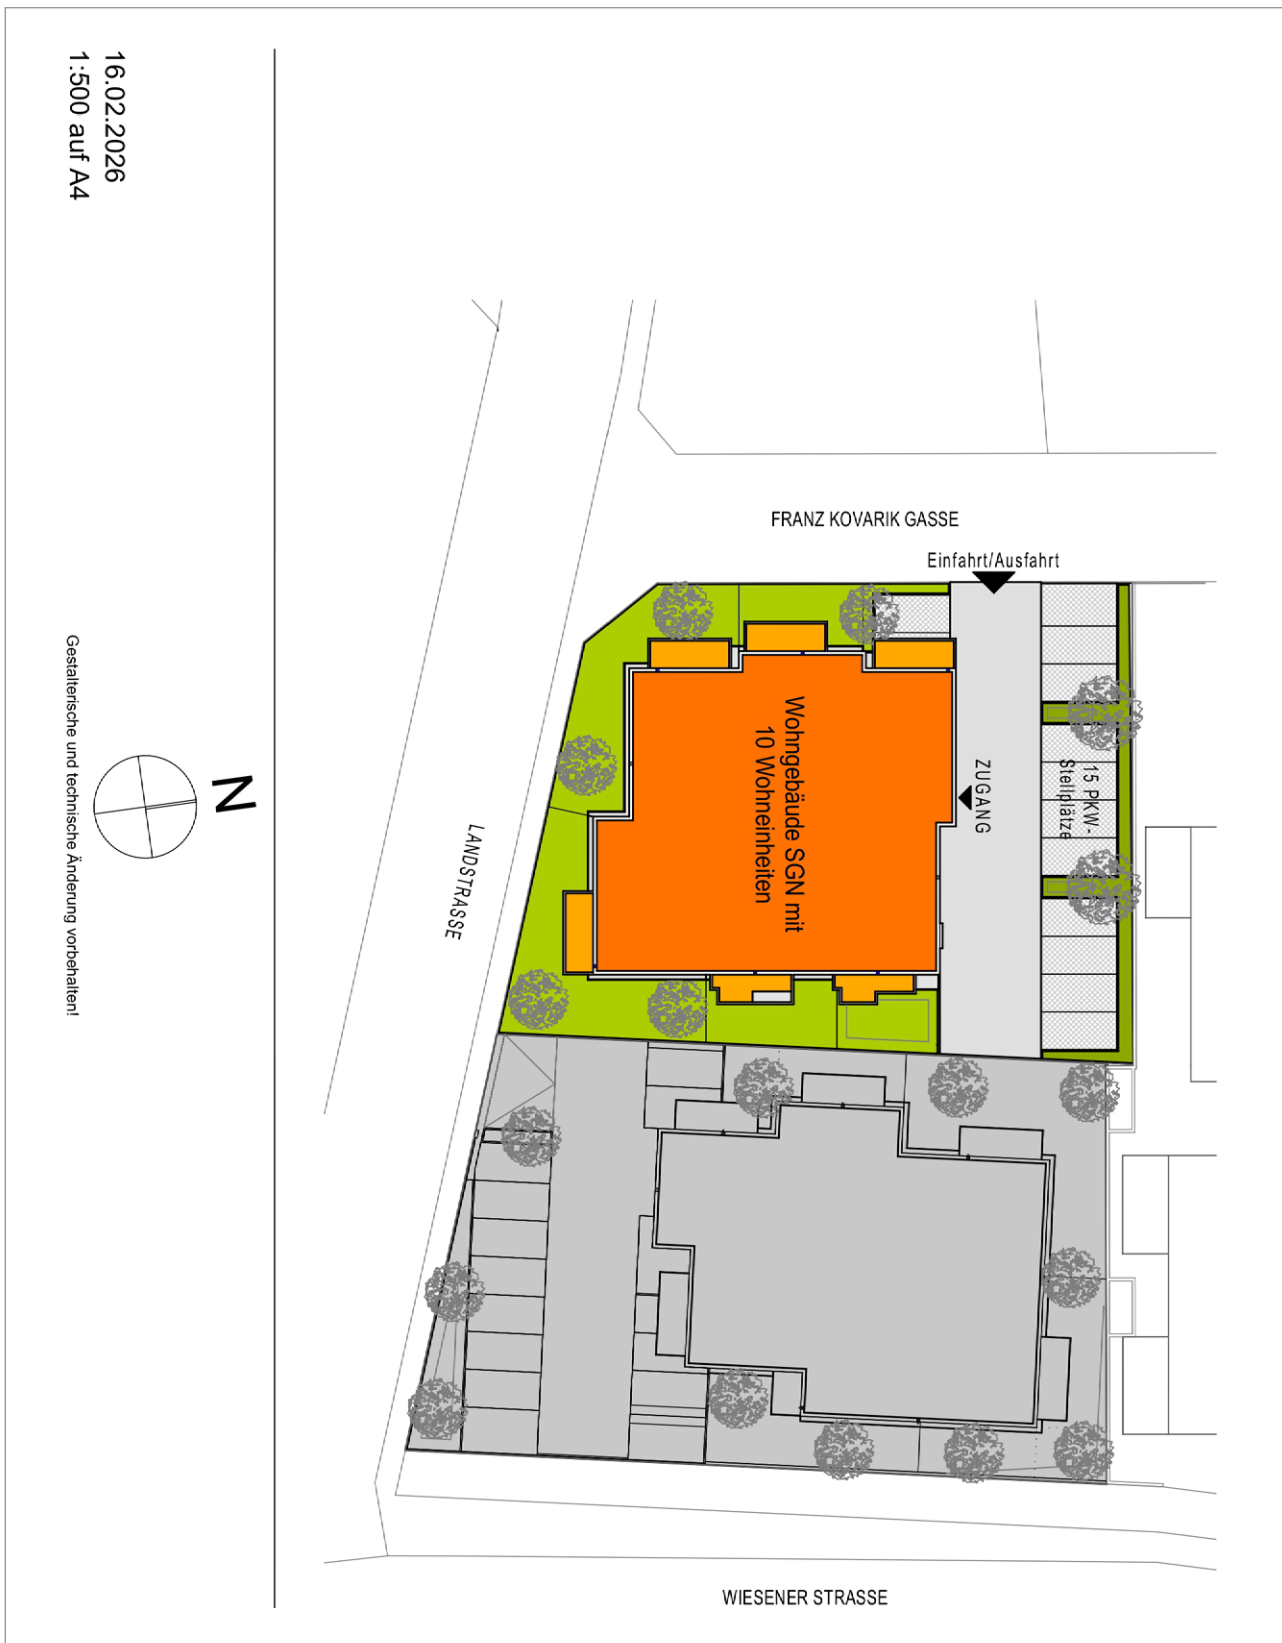 16.02.2026
1:500 auf A4
FRANZ KOVARIK GASSE
Einfahrt/Ausfahrt
Wohngebäude SGN mit
10 Wohneinheiten
ZUGANG
15 PKW-
Stellplätze
LANDSTRASSE
N
Gestalterische und technische Änderung vorbehalten!
WIESENER STRASSE